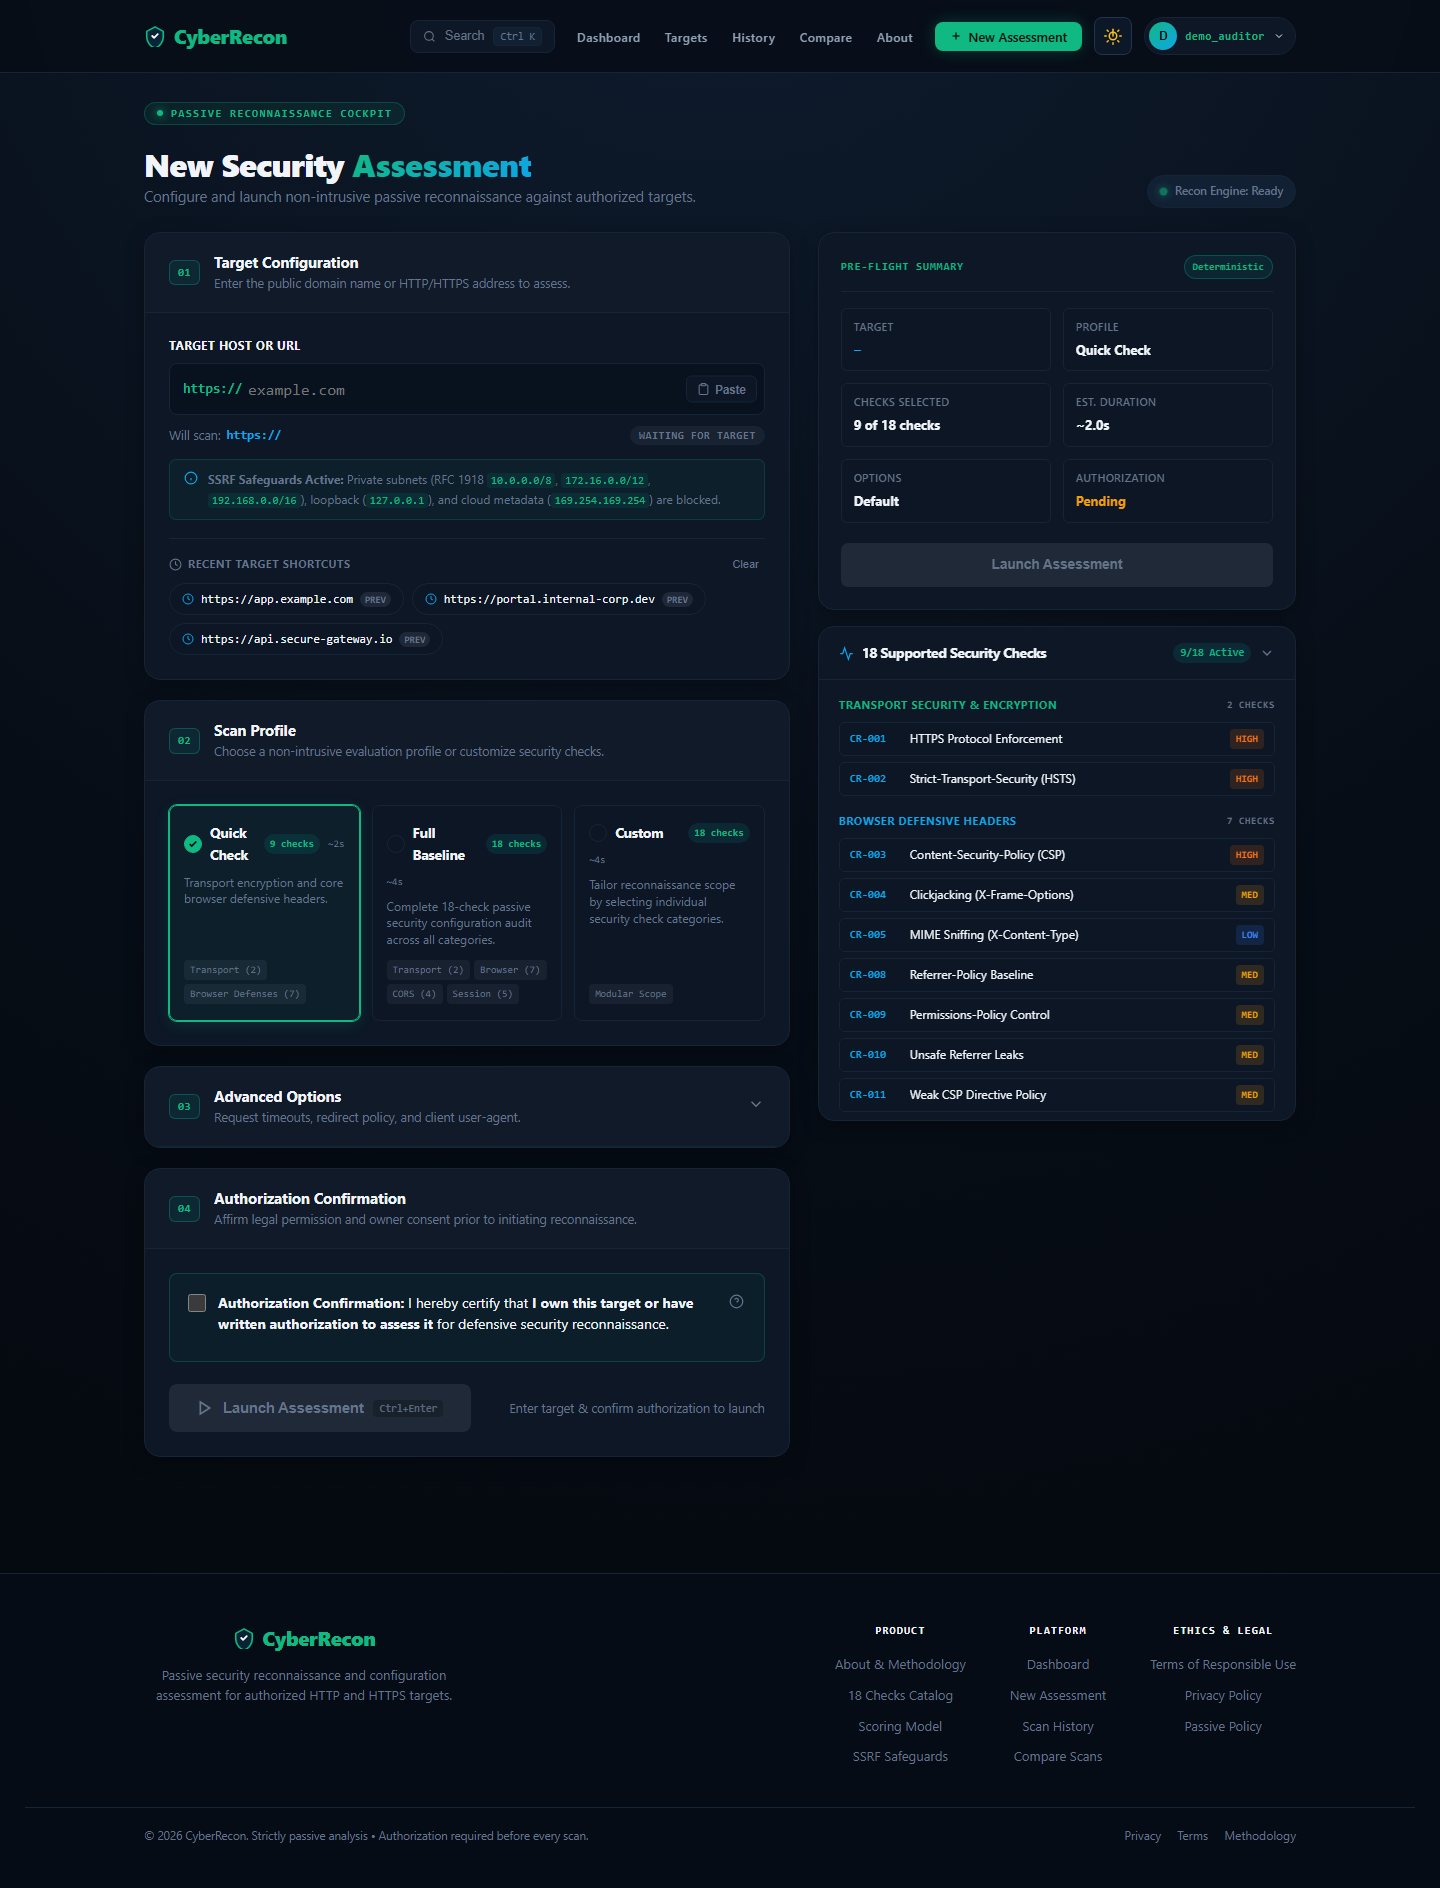 CyberRecon
Search Ctrl K
Dashboard
Targets
History
Compare
About
+ New Assessment
D demo_auditor
PASSIVE RECONNAISSANCE COCKPIT
New Security Assessment
Configure and launch non-intrusive passive reconnaissance against authorized targets.
Recon Engine: Ready
01
Target Configuration
Enter the public domain name or HTTP/HTTPS address to assess.
TARGET HOST OR URL
https:// example.com
Paste
Will scan: https://
WAITING FOR TARGET
SSRF Safeguards Active: Private subnets (RFC 1918 10.0.0.0/8, 172.16.0.0/12,
192.168.0.0/16), loopback (127.0.0.1), and cloud metadata (169.254.169.254) are blocked.
RECENT TARGET SHORTCUTS
Clear
https://app.example.com PREV
https://portal.internal-corp.dev PREV
https://api.secure-gateway.io PREV
02
Scan Profile
Choose a non-intrusive evaluation profile or customize security checks.
Quick
Check
9 checks
~2s
Transport encryption and core
browser defensive headers.
Transport (2)
Browser Defenses (7)
Full
Baseline
18 checks
~4s
Complete 18-check passive
security configuration audit
across all categories.
Transport (2)
Browser (7)
CORS (4)
Session (5)
Custom
18 checks
~4s
Tailor reconnaissance scope
by selecting individual
security check categories.
Modular Scope
03
Advanced Options
Request timeouts, redirect policy, and client user-agent.
04
Authorization Confirmation
Affirm legal permission and owner consent prior to initiating reconnaissance.
Authorization Confirmation: I hereby certify that I own this target or have
written authorization to assess it for defensive security reconnaissance.
Launch Assessment Ctrl+Enter
Enter target & confirm authorization to launch
PRE-FLIGHT SUMMARY
Deterministic
TARGET
–
PROFILE
Quick Check
CHECKS SELECTED
9 of 18 checks
EST. DURATION
~2.0s
OPTIONS
Default
AUTHORIZATION
Pending
Launch Assessment
18 Supported Security Checks
9/18 Active
TRANSPORT SECURITY & ENCRYPTION
2 CHECKS
CR-001 HTTPS Protocol Enforcement HIGH
CR-002 Strict-Transport-Security (HSTS) HIGH
BROWSER DEFENSIVE HEADERS
7 CHECKS
CR-003 Content-Security-Policy (CSP) HIGH
CR-004 Clickjacking (X-Frame-Options) MED
CR-005 MIME Sniffing (X-Content-Type) LOW
CR-008 Referrer-Policy Baseline MED
CR-009 Permissions-Policy Control MED
CR-010 Unsafe Referrer Leaks MED
CR-011 Weak CSP Directive Policy MED
CyberRecon
Passive security reconnaissance and configuration
assessment for authorized HTTP and HTTPS targets.
PRODUCT
About & Methodology
18 Checks Catalog
Scoring Model
SSRF Safeguards
PLATFORM
Dashboard
New Assessment
Scan History
Compare Scans
ETHICS & LEGAL
Terms of Responsible Use
Privacy Policy
Passive Policy
© 2026 CyberRecon. Strictly passive analysis • Authorization required before every scan.
Privacy
Terms
Methodology